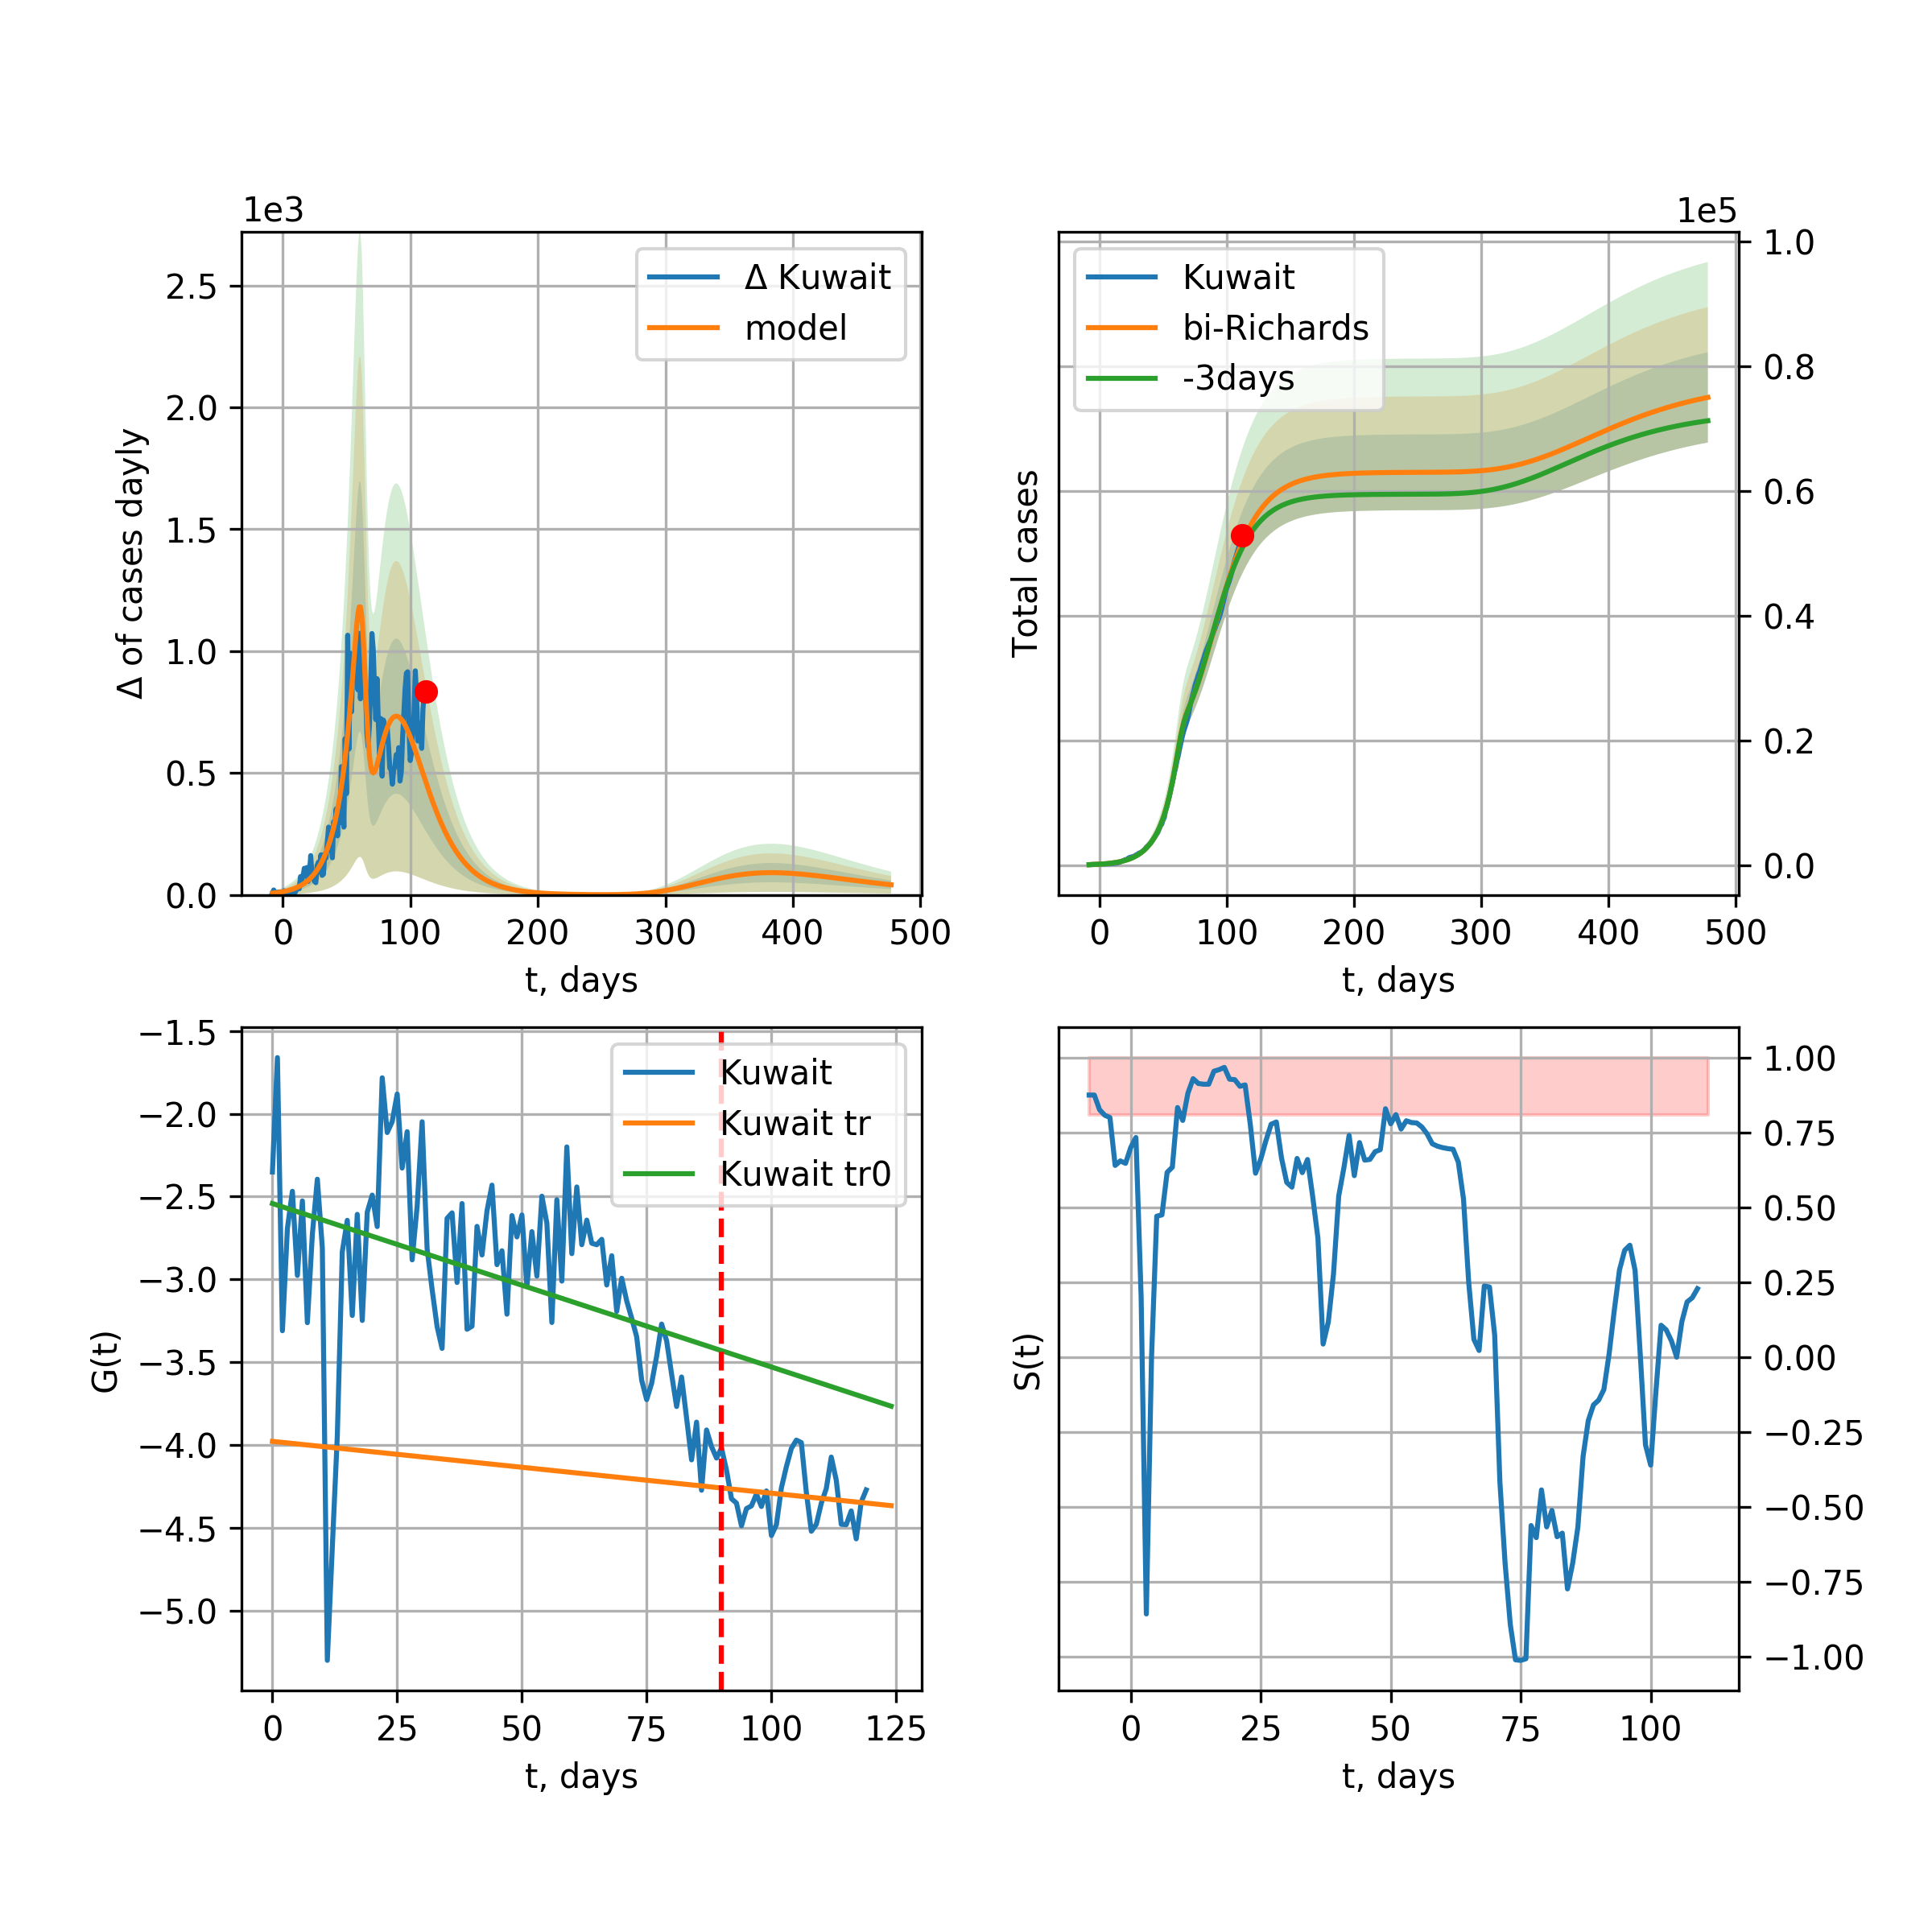 1e3
Δ of cases dayly
2.5
2.0
1.5
1.0
0.5
0.0
Δ Kuwait
model
0 100 200 300 400 500
t, days
1e5
Total cases
Kuwait
bi-Richards
-3days
1.0
0.8
0.6
0.4
0.2
0.0
0 100 200 300 400 500
t, days
G(t)
−1.5
−2.0
−2.5
−3.0
−3.5
−4.0
−4.5
−5.0
Kuwait
Kuwait tr
Kuwait tr0
0 25 50 75 100 125
t, days
S(t)
1.00
0.75
0.50
0.25
0.00
−0.25
−0.50
−0.75
−1.00
0 25 50 75 100
t, days